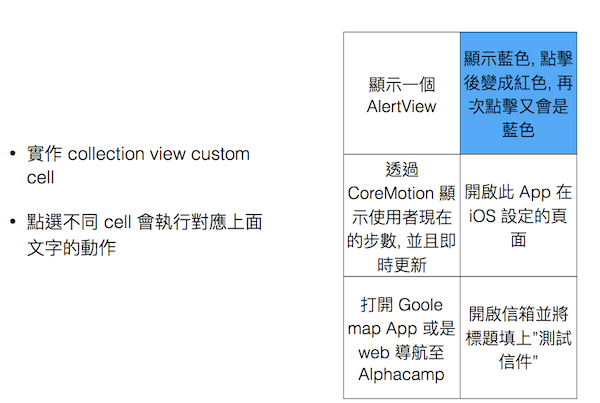 • 實作 collection view custom
cell
• 點選不同 cell 會執行對應上面
文字的動作
顯示一個
AlertView
顯示藍色, 點擊
後變成紅色, 再
次點擊又會是
藍色
透過
CoreMotion 顯
示使用者現在
的步數, 並且即
時更新
開啟此 App 在
iOS 設定的頁
面
打開 Goole
map App 或是
web 導航至
Alphacamp
開啟信箱並將
標題填上”測試
信件”